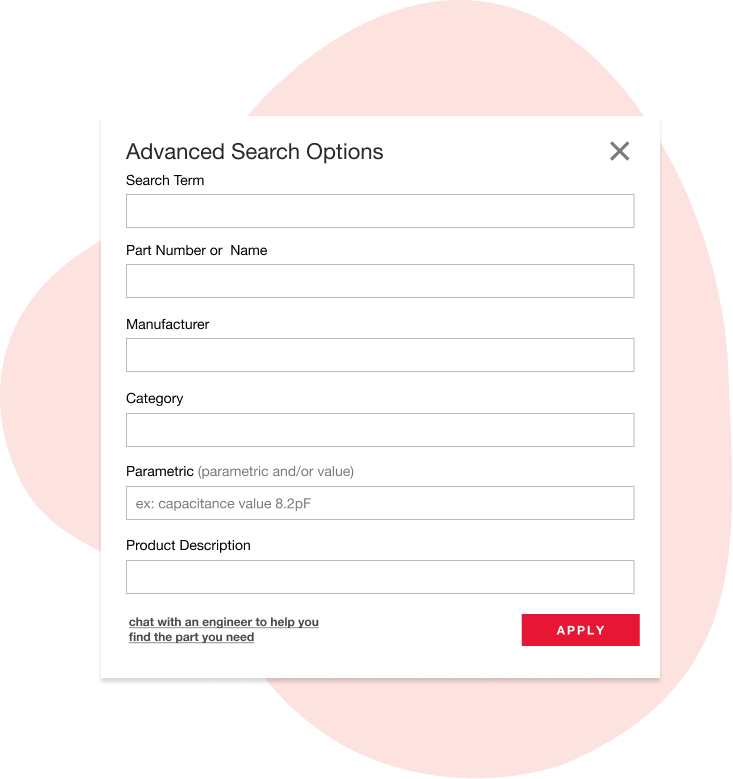 Advanced Search Options
Search Term
Part Number or  Name
Manufacturer
Category
Parametric (parametric and/or value)
ex: capacitance value 8.2pF
Product Description
chat with an engineer to help you
find the part you need
APPLY